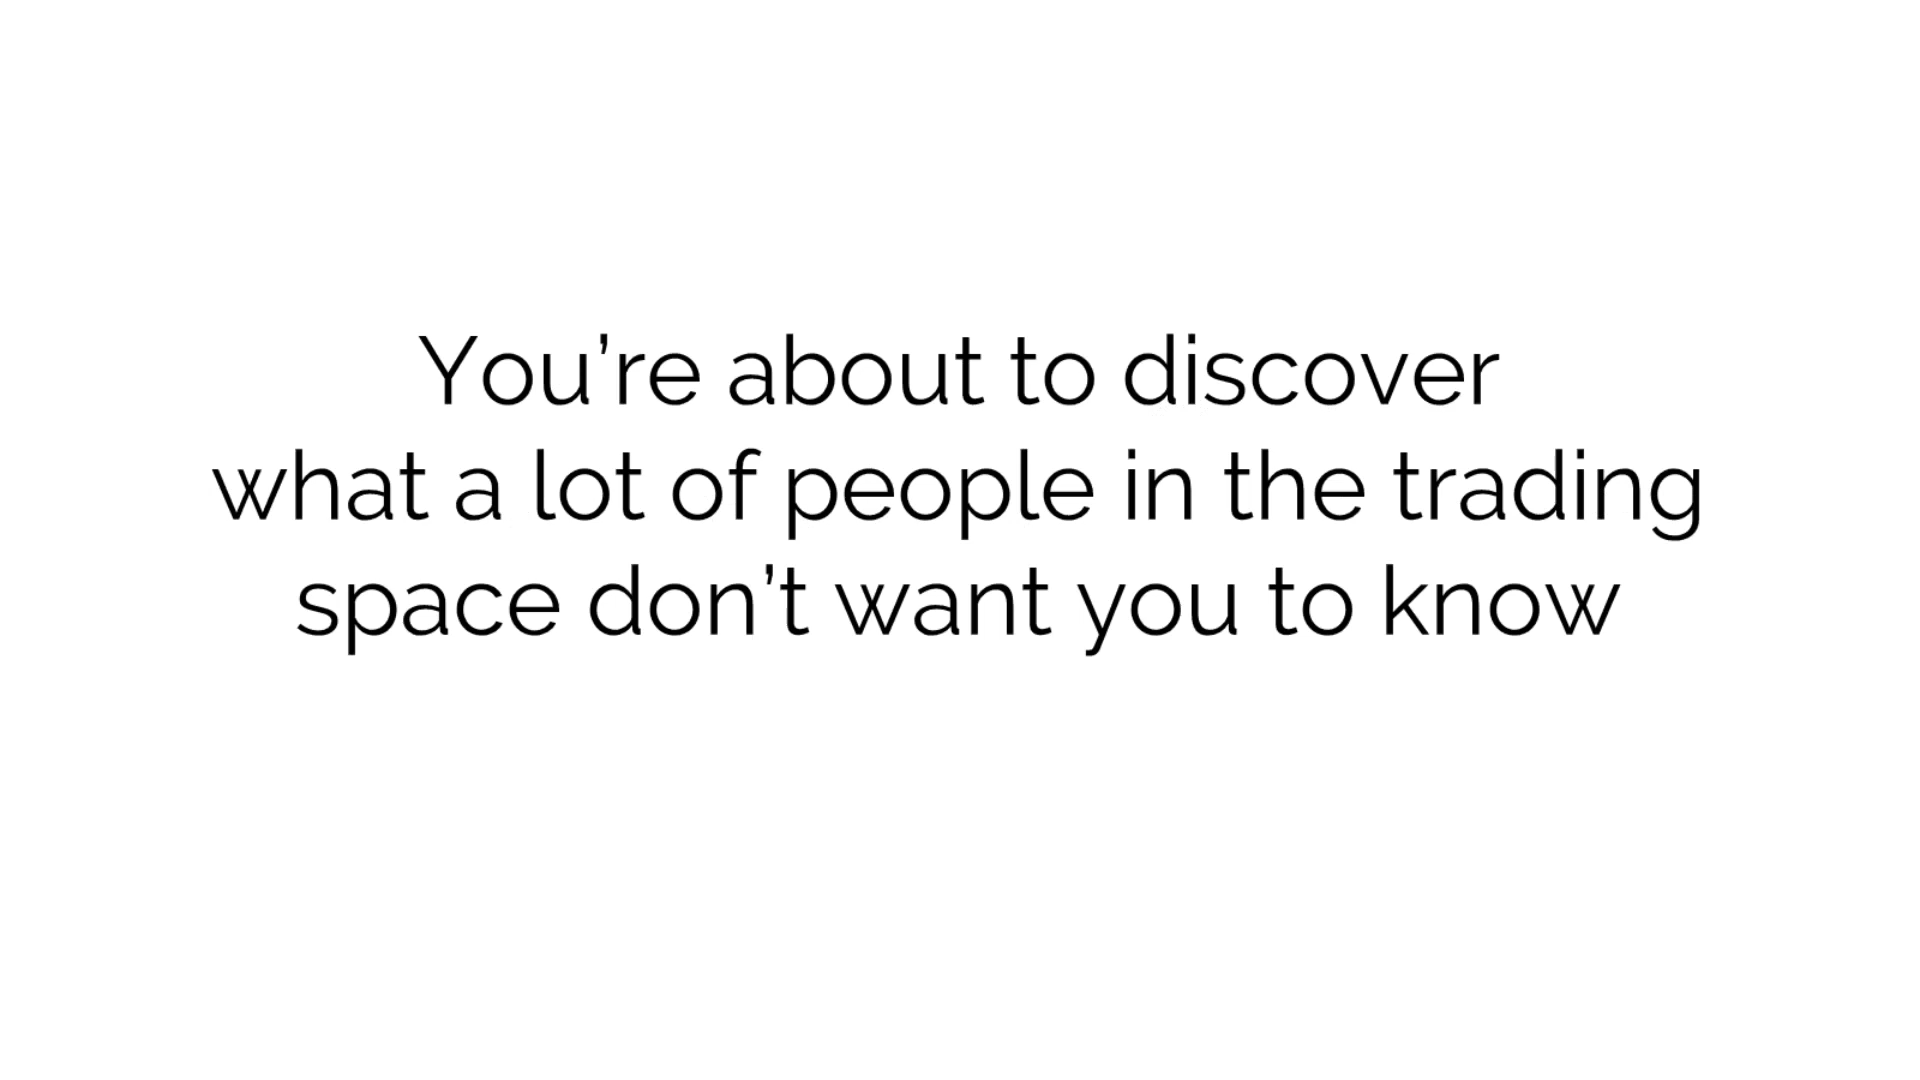 You’re about to discover
what a lot of people in the trading
space don’t want you to know